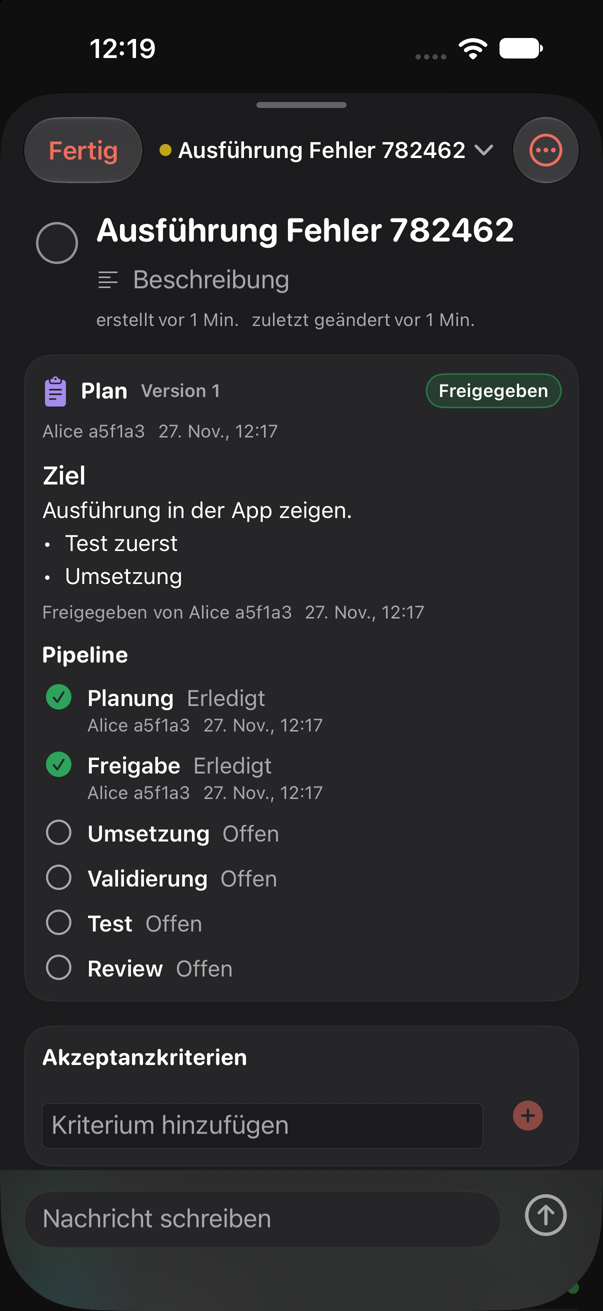 12:19
Fertig
Ausführung Fehler 782462
Ausführung Fehler 782462
Beschreibung
erstellt vor 1 Min. zuletzt geändert vor 1 Min.
Plan Version 1 Freigegeben
Alice a5f1a3 27. Nov., 12:17
Ziel
Ausführung in der App zeigen.
• Test zuerst
• Umsetzung
Freigegeben von Alice a5f1a3 27. Nov., 12:17
Pipeline
Planung Erledigt
Alice a5f1a3 27. Nov., 12:17
Freigabe Erledigt
Alice a5f1a3 27. Nov., 12:17
Umsetzung Offen
Validierung Offen
Test Offen
Review Offen
Akzeptanzkriterien
Kriterium hinzufügen
Nachricht schreiben